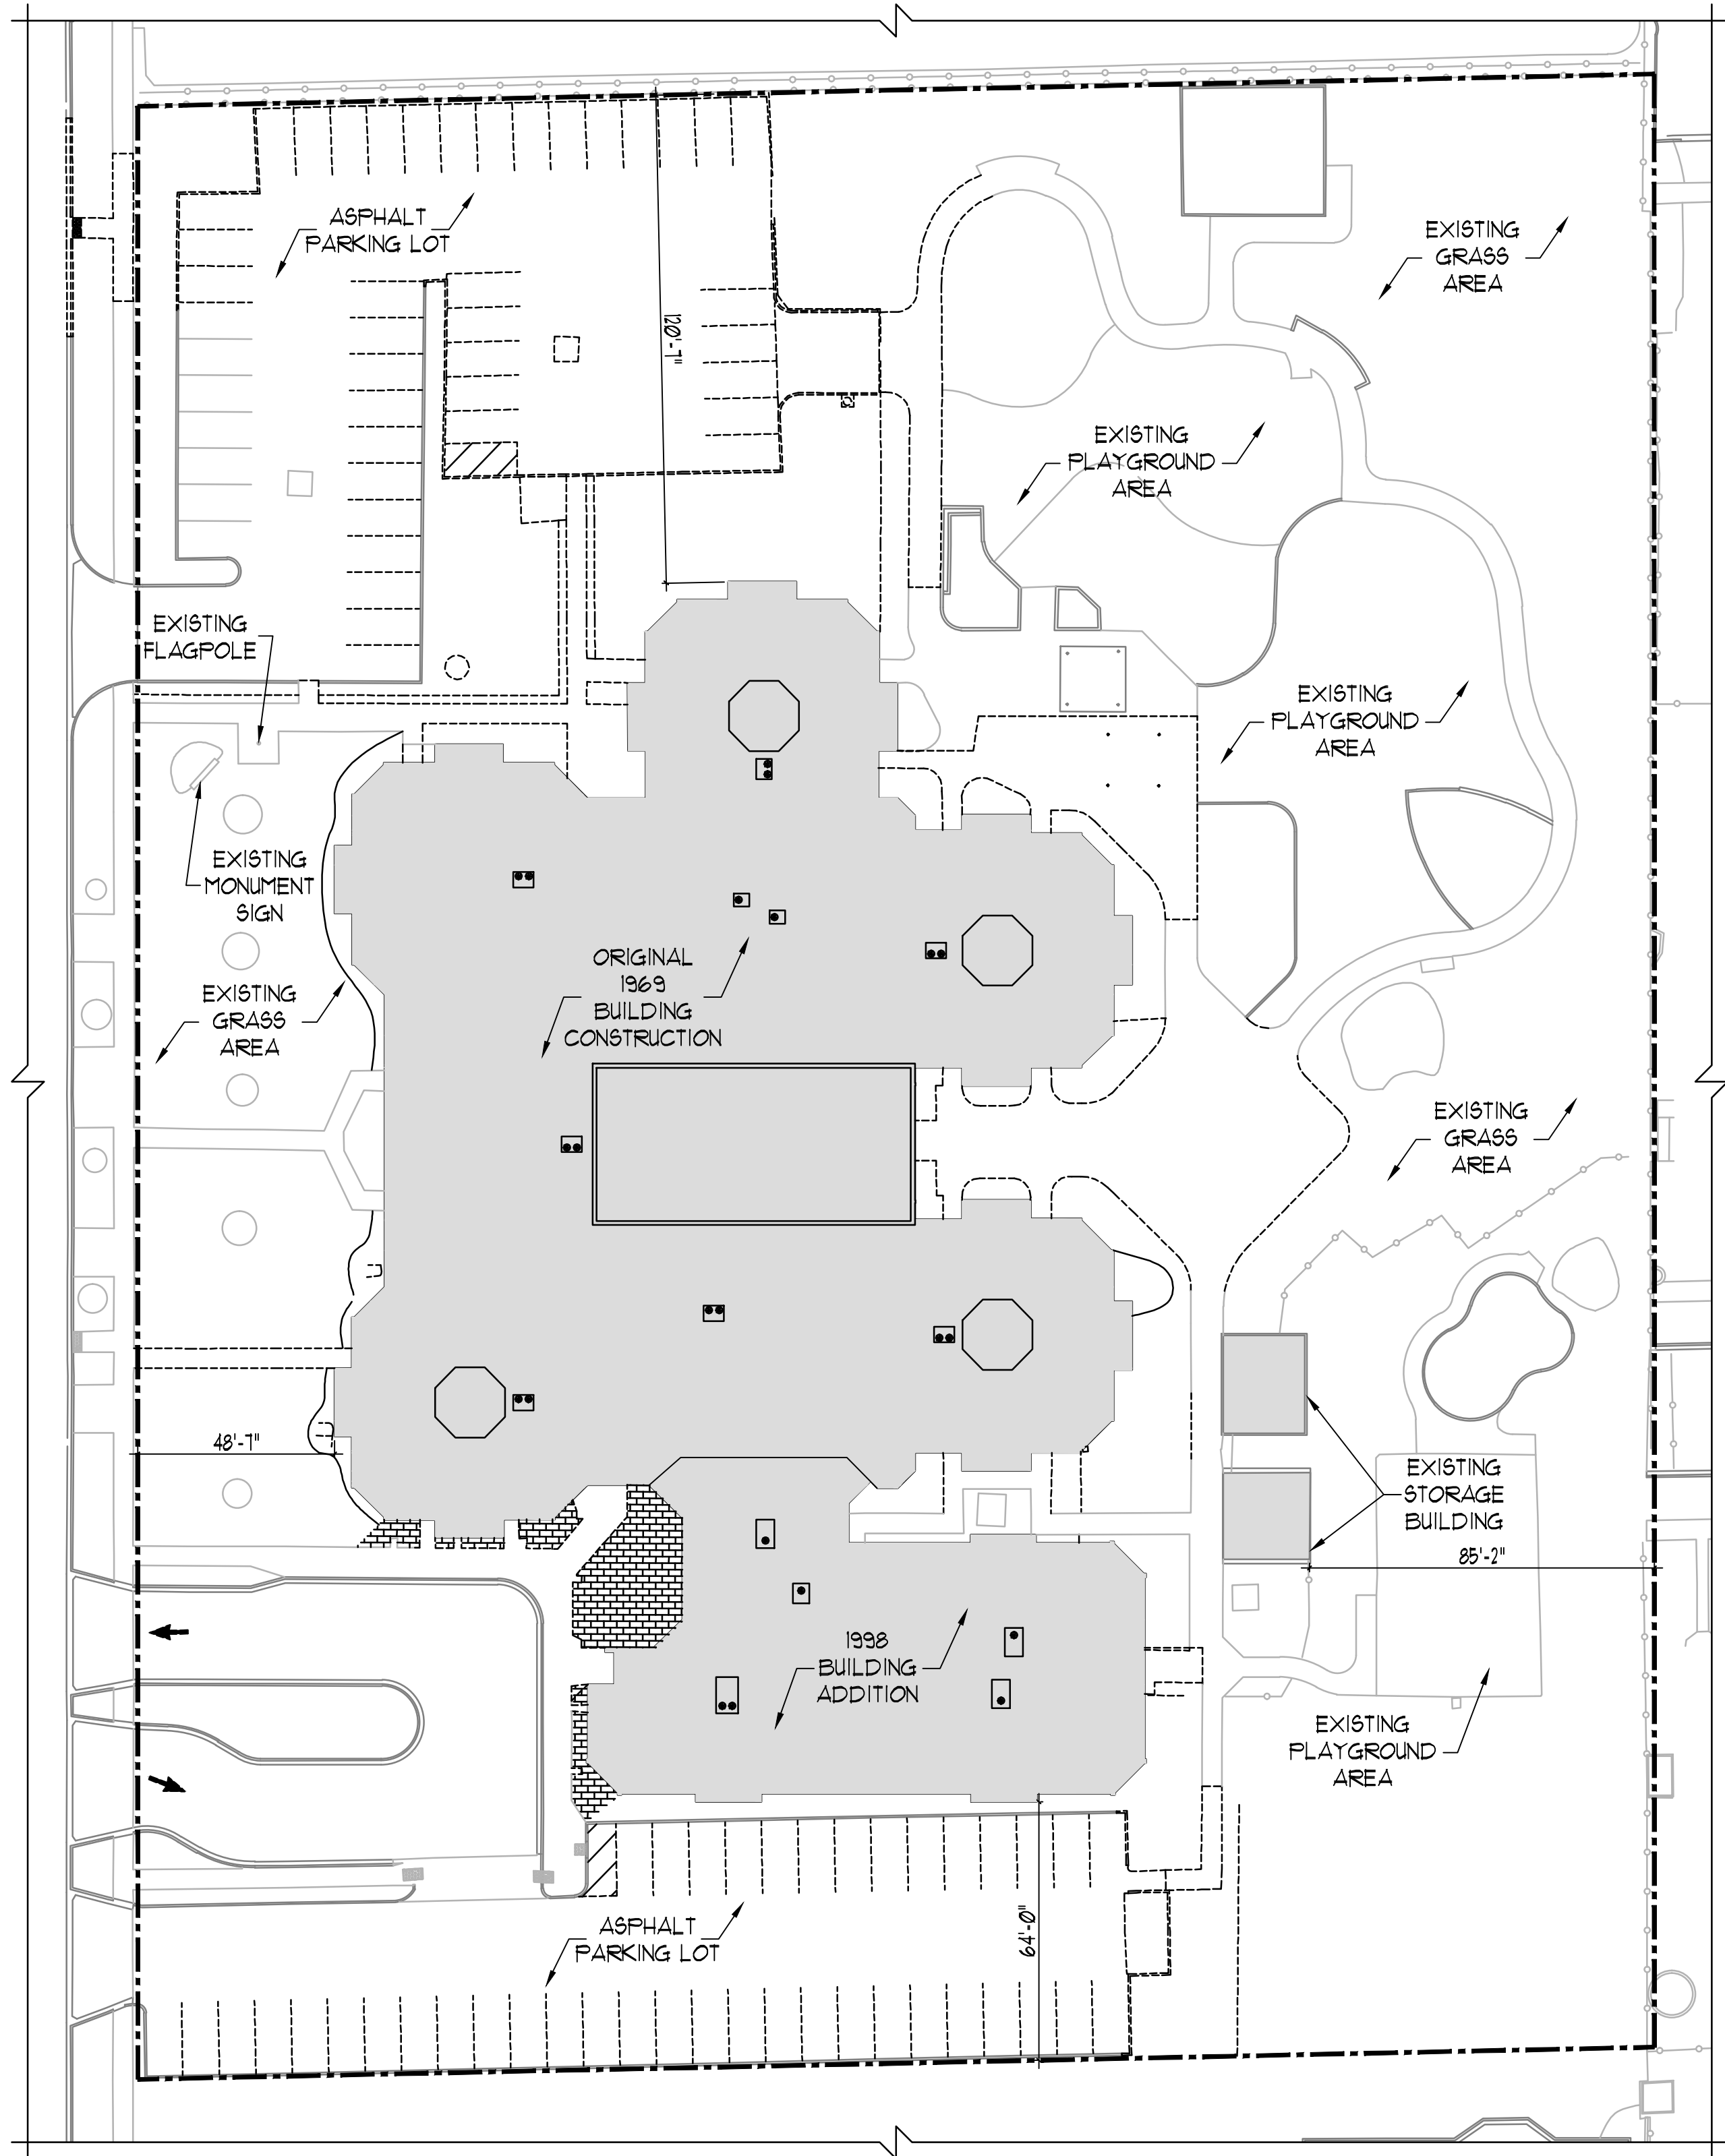 ASPHALT
PARKING LOT
EXISTING
GRASS
AREA
120'-7"
EXISTING
PLAYGROUND
AREA
EXISTING
FLAGPOLE
EXISTING
PLAYGROUND
AREA
EXISTING
MONUMENT
SIGN
ORIGINAL
1969
BUILDING
CONSTRUCTION
EXISTING
GRASS
AREA
EXISTING
GRASS
AREA
48'-7"
EXISTING
STORAGE
BUILDING
85'-2"
1998
BUILDING
ADDITION
EXISTING
PLAYGROUND
AREA
ASPHALT
PARKING LOT
64'-0"